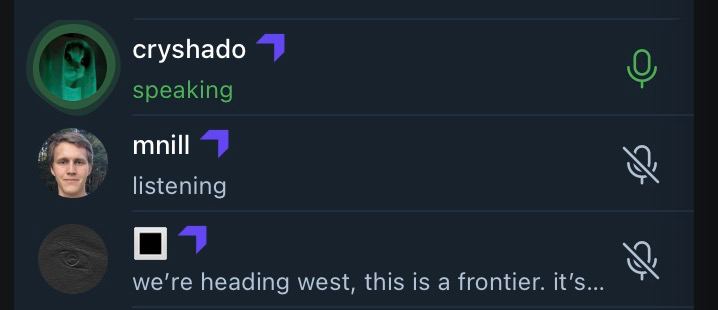 cryshado
speaking
mnill
listening
we’re heading west, this is a frontier. it’s...